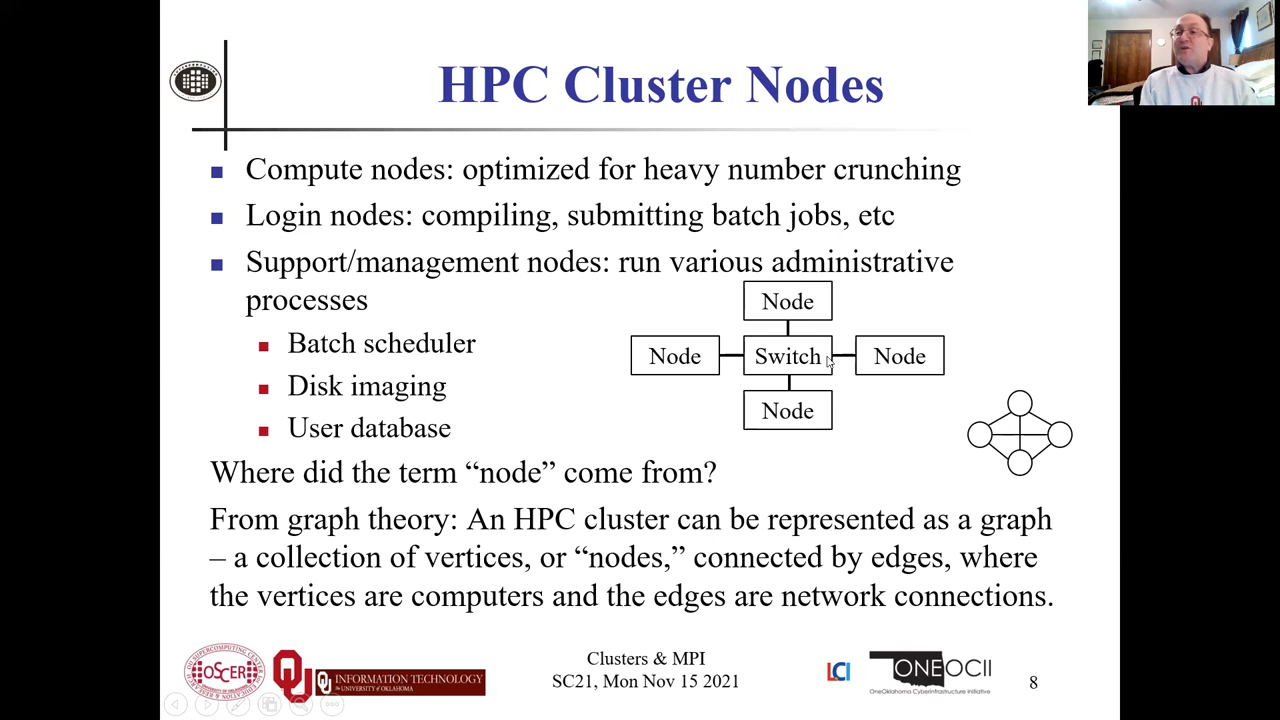 HPC Cluster Nodes
Compute nodes: optimized for heavy number crunching
Login nodes: compiling, submitting batch jobs, etc
Support/management nodes: run various administrative
processes
Batch scheduler
Disk imaging
User database
Node
Node
Switch
Node
Node
Where did the term “node” come from?
From graph theory: An HPC cluster can be represented as a graph
– a collection of vertices, or “nodes,” connected by edges, where
the vertices are computers and the edges are network connections.
OSCER
INFORMATION TECHNOLOGY
The UNIVERSITY of OKLAHOMA
Clusters & MPI
SC21, Mon Nov 15 2021
LCI
ONEOCII
OneOklahoma Cyberinfrastructure Initiative
8